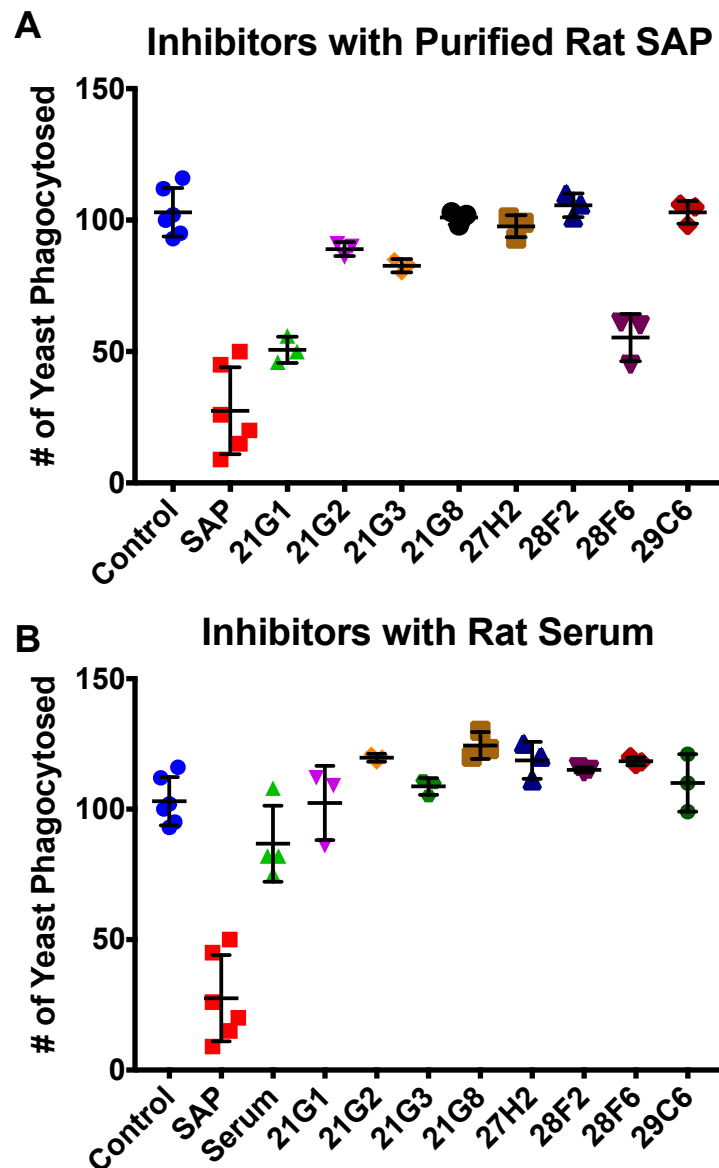 A
Inhibitors with Purified Rat SAP
# of Yeast Phagocytosed
150
100
50
0
Control
SAP
21G1
21G2
21G3
21G8
27H2
28F2
28F6
29C6
B
Inhibitors with Rat Serum
# of Yeast Phagocytosed
150
100
50
0
Control
SAP
Serum
21G1
21G2
21G3
21G8
27H2
28F2
28F6
29C6